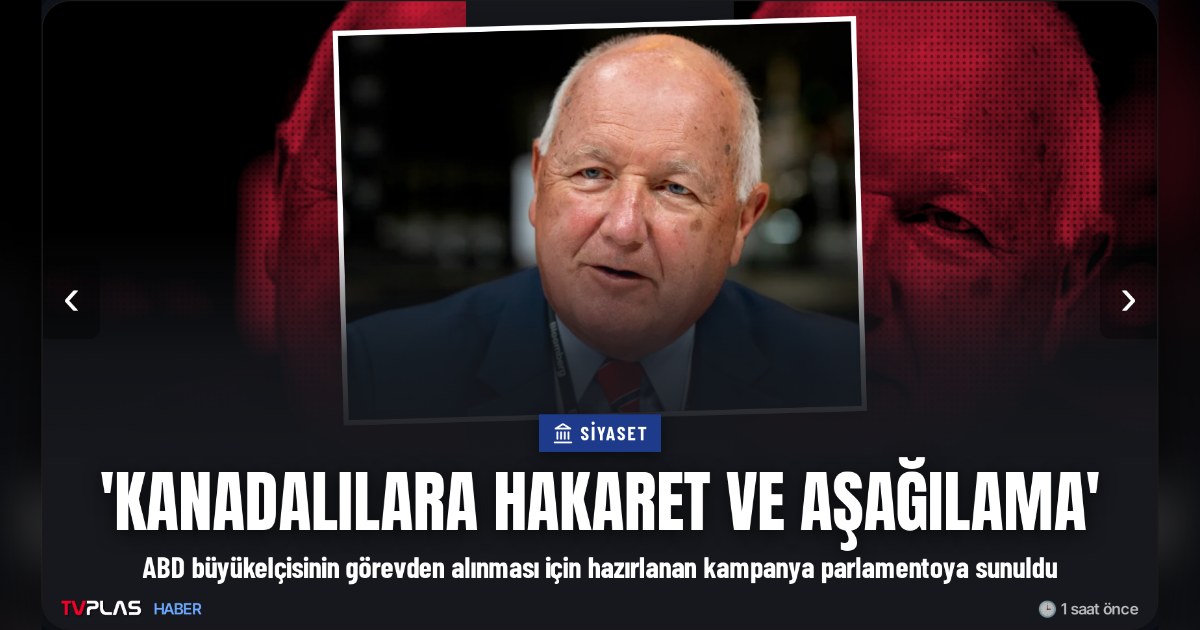 SİYASET
'KANADALILARA HAKARET VE AŞAĞILAMA'
ABD büyükelçisinin görevden alınması için hazırlanan kampanya parlamentoya sunuldu
TVPLAS HABER
1 saat önce